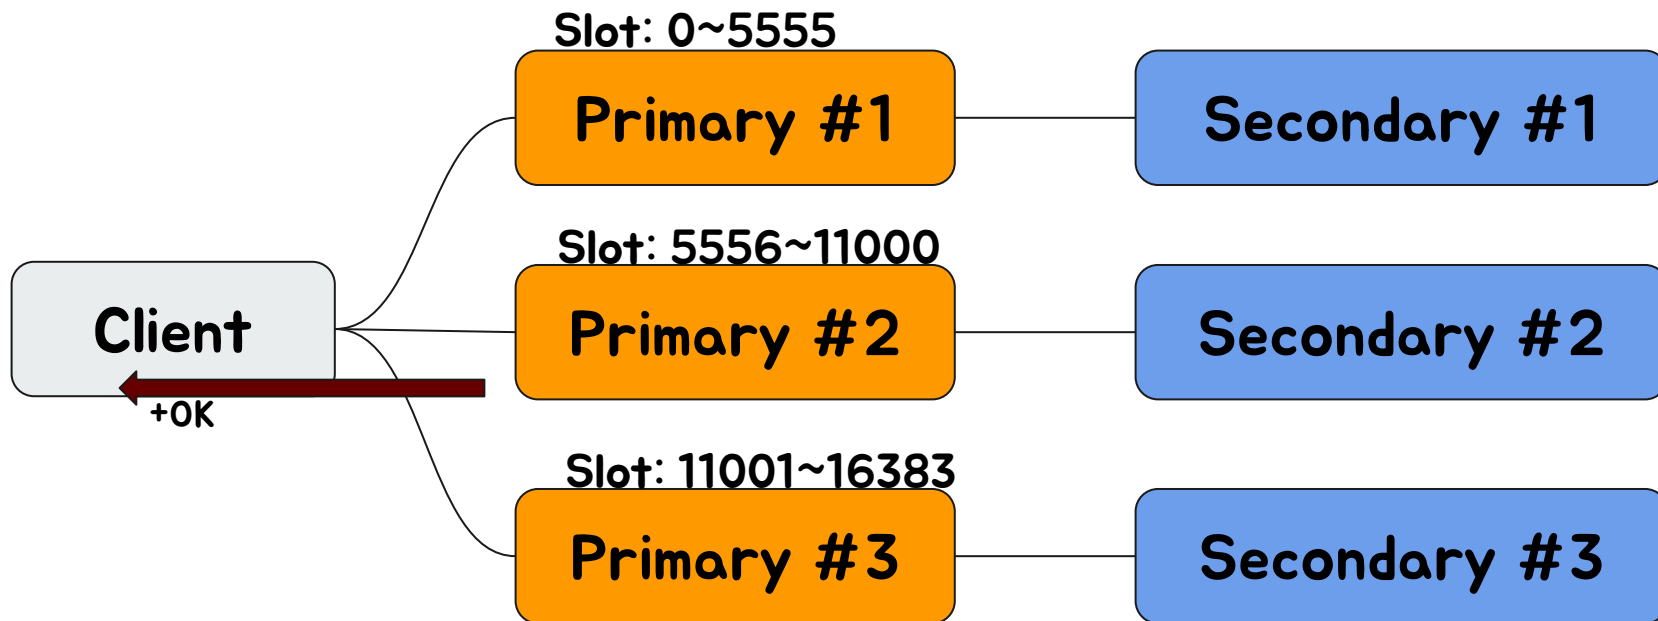 Slot: 0~5555
Primary #1
Secondary #1
Slot: 5556~11000
Client
Primary #2
Secondary #2
+OK
Slot: 11001~16383
Primary #3
Secondary #3